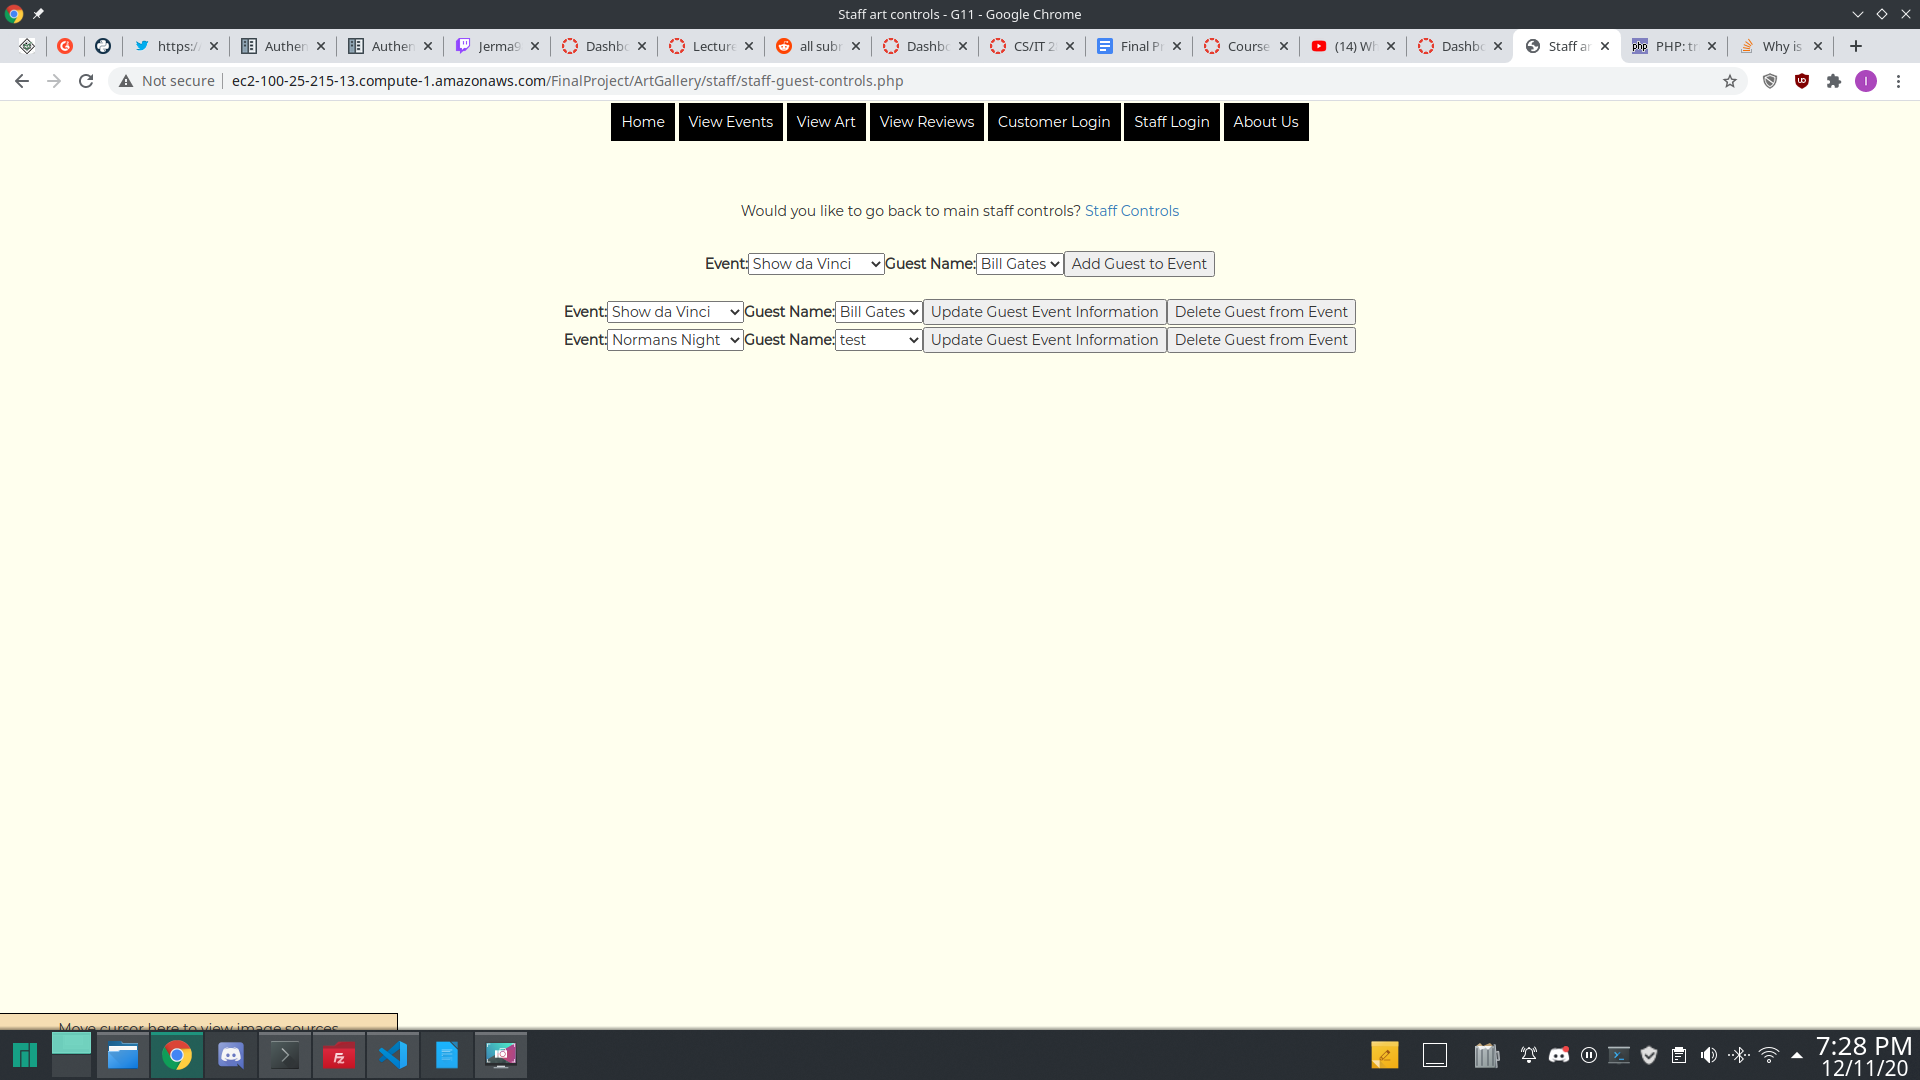 Staff art controls - G11 - Google Chrome
https:/ Authen Authen Jerma9 Dashbo Lecture all subr Dashbo CS/IT 2 Final Pr Course (14) Wh Dashbo Staff ar PHP: tr Why is
Not secure ec2-100-25-215-13.compute-1.amazonaws.com/FinalProject/ArtGallery/staff/staff-guest-controls.php
Home View Events View Art View Reviews Customer Login Staff Login About Us
Would you like to go back to main staff controls? Staff Controls
Event: Show da Vinci Guest Name: Bill Gates Add Guest to Event
Event: Show da Vinci Guest Name: Bill Gates Update Guest Event Information Delete Guest from Event
Event: Normans Night Guest Name: test Update Guest Event Information Delete Guest from Event
Move cursor here to view image sources
7:28 PM
12/11/20